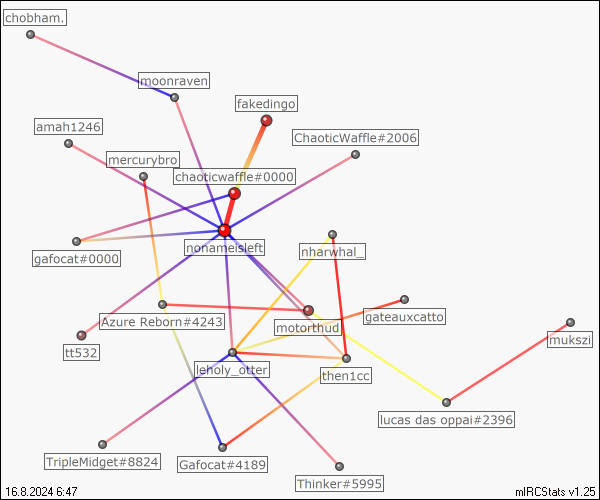 chobham.
moonraven
fakedingo
amah1246
ChaoticWaffle#2006
mercurybro
chaoticwaffle#0000
nonameisleft
nharwhal_
gafocat#0000
Azure Reborn#4243
motorthud
gateauxcatto
tt532
mukszi
leholy_otter
then1cc
lucas das oppai#2396
TripleMidget#8824
Gafocat#4189
Thinker#5995
16.8.2024 6:47
mIRCStats v1.25